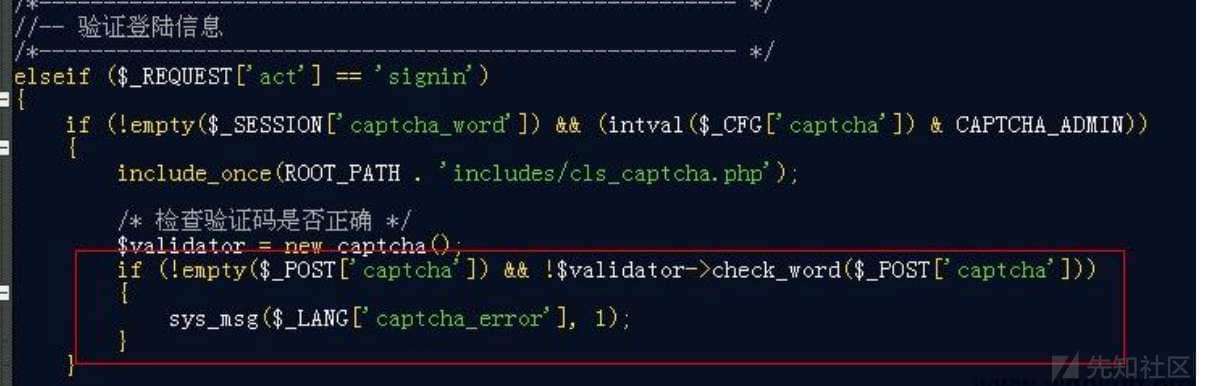 /*------------------------------------------------------ */
//-- 验证登陆信息
/*------------------------------------------------------ */
elseif ($_REQUEST['act'] == 'signin')
{
    if (!empty($_SESSION['captcha_word']) && (intval($_CFG['captcha']) & CAPTCHA_ADMIN))
    {
        include_once(ROOT_PATH . 'includes/cls_captcha.php');
        /* 检查验证码是否正确 */
        $validator = new captcha();
        if (!empty($_POST['captcha']) && !$validator->check_word($_POST['captcha']))
        {
            sys_msg($_LANG['captcha_error'], 1);
        }
    }
先知社区